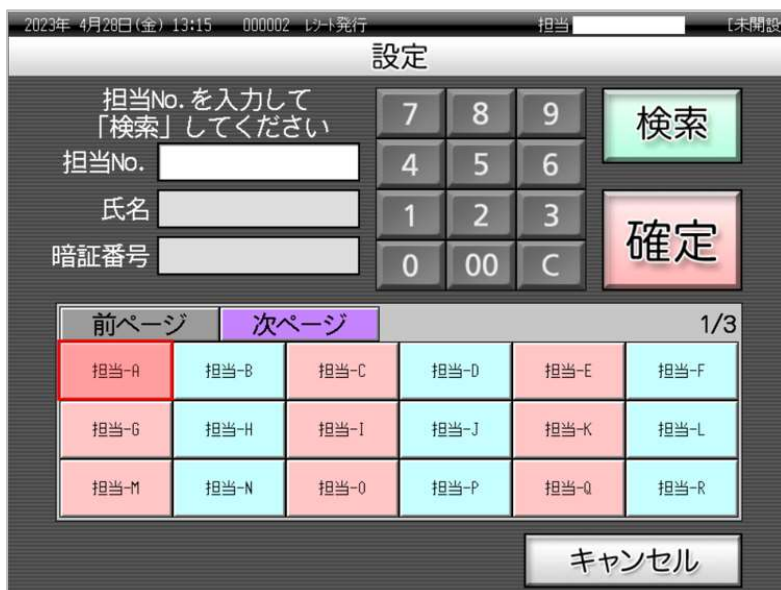 2023年 4月28日(金) 13:15 000002 レシート発行 担当 [未開設
設定
担当No.を入力して
「検索」してください
担当No.
氏名
暗証番号
7 8 9
4 5 6
1 2 3
0 00 C
検索
確定
前ページ 次ページ 1/3
担当-A 担当-B 担当-C 担当-D 担当-E 担当-F
担当-G 担当-H 担当-I 担当-J 担当-K 担当-L
担当-M 担当-N 担当-O 担当-P 担当-Q 担当-R
キャンセル